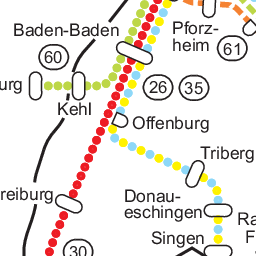 Baden-Baden
Pforz-
heim
60
61
urg
Kehl
26
35
Offenburg
Triberg
reiburg
Donau-
eschingen
Ra
F
Singen
30